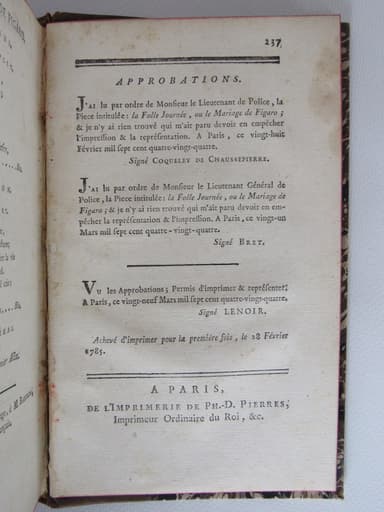 237
APPROBATIONS.
J'ai lu par ordre de Monsieur le Lieutenant de Police, la
Piece intitulée: la Folle Journée, ou le Mariage de Figaro;
& je n'y ai rien trouvé qui m'ait paru devoir en empêcher
l'impression & la représentation. A Paris, ce vingt-huit
Février mil sept cent quatre-vingt-quatre.
Signé COQUELEY DE CHAUSSEPIERRE.
J'ai lu par ordre de Monsieur le Lieutenant Général de
Police, la Piece intitulée: la Folle Journée, ou le Mariage de
Figaro; & je n'y ai rien trouvé qui m'ait paru devoir en em-
pêcher la représentation & l'impression. A Paris, ce vingt-un
Mars mil sept cent quatre-vingt-quatre.
Signé BRET.
Vu les Approbations; Permis d'imprimer & représenter;
A Paris, ce vingt-neuf Mars mil sept cent quatre-vingt-quatre.
Signé LENOIR.
Achevé d'imprimer pour la première fois, le 28 Février
1785.
A PARIS,
DE L'IMPRIMERIE DE PH.-D. PIERRES,
Imprimeur Ordinaire du Roi, &c.